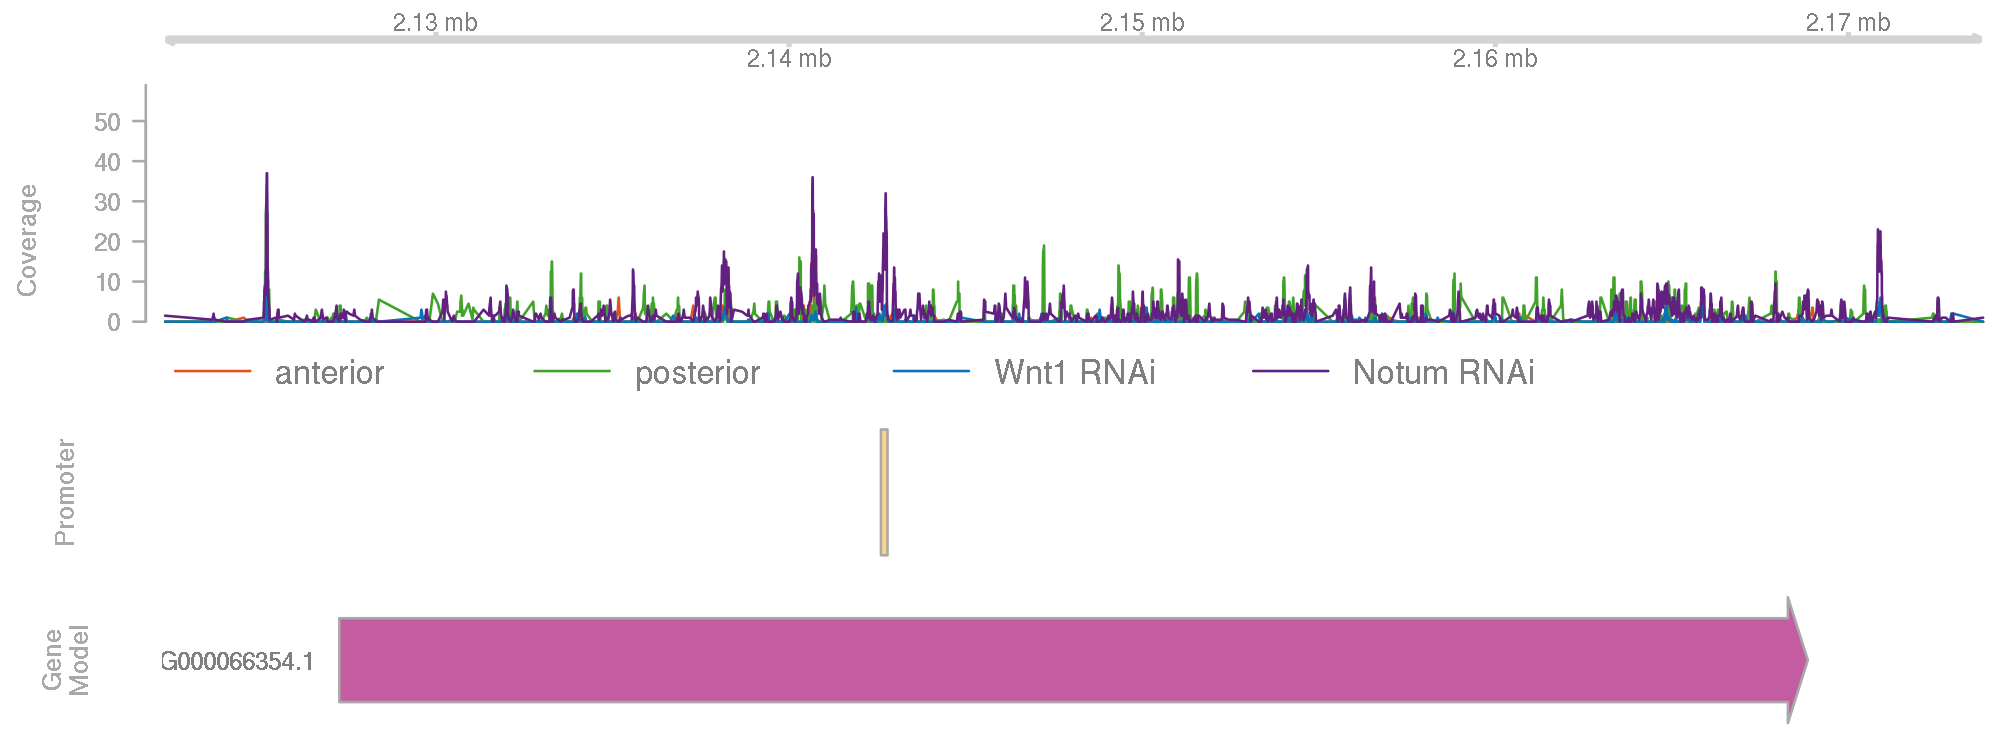 2.13 mb
2.15 mb
2.17 mb
2.14 mb
2.16 mb
Coverage
50
40
30
20
10
0
anterior
posterior
Wnt1 RNAi
Notum RNAi
Promoter
Gene
Model
G000066354.1